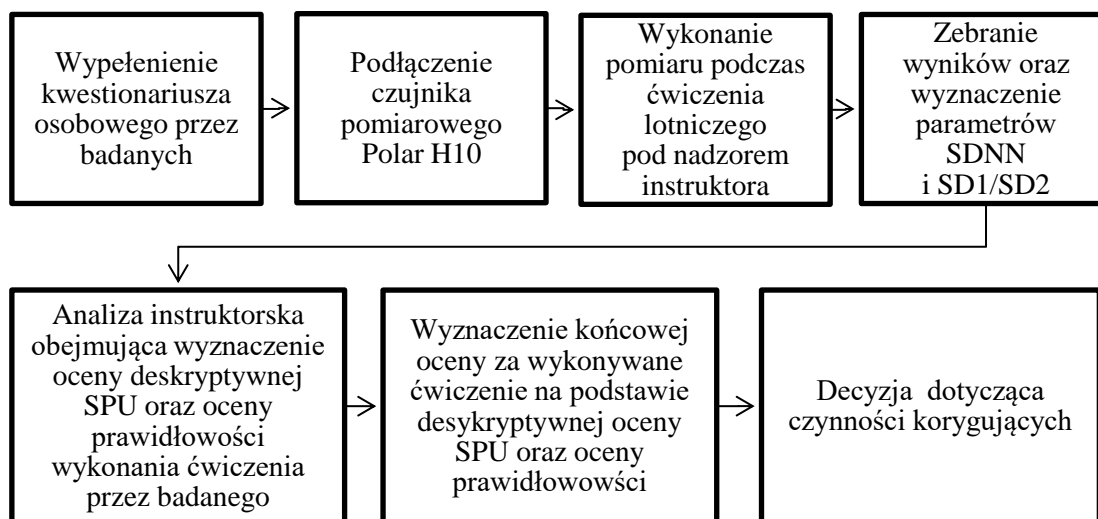 Wypełenienie
kwestionariusza
osobowego przez
badanych
Podłączenie
czujnika
pomiarowego
Polar H10
Wykonanie
pomiaru podczas
ćwiczenia
lotniczego
pod nadzorem
instruktora
Zebranie
wyników oraz
wyznaczenie
parametrów
SDNN
i SD1/SD2
Analiza instruktorska
obejmująca wyznaczenie
oceny deskryptywnej
SPU oraz oceny
prawidłowości
wykonania ćwiczenia
przez badanego
Wyznaczenie końcowej
oceny za wykonywane
ćwiczenie na podstawie
desykryptywnej oceny
SPU oraz oceny
prawidłowowści
Decyzja dotycząca
czynności korygujących